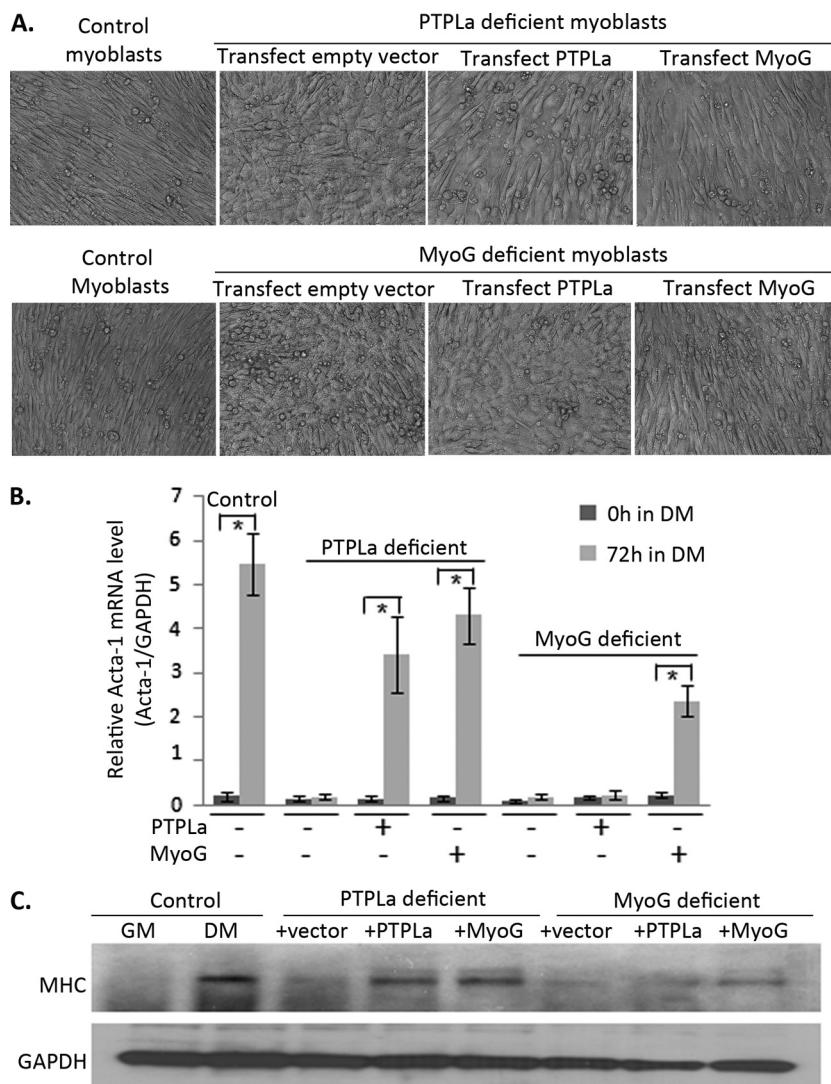 A.
Control
myoblasts
PTPLa deficient myoblasts
Transfect empty vector Transfect PTPLa Transfect MyoG
Control
Myoblasts
MyoG deficient myoblasts
Transfect empty vector Transfect PTPLa Transfect MyoG
B.
Relative Acta-1 mRNA level
(Acta-1/GAPDH)
7
6
5
4
3
2
1
0
Control
*
PTPLa deficient
*
*
MyoG deficient
*
0h in DM
72h in DM
PTPLa - - + - - + -
MyoG - - - + - - +
C.
Control PTPLa deficient MyoG deficient
GM DM +vector +PTPLa +MyoG +vector +PTPLa +MyoG
MHC
GAPDH